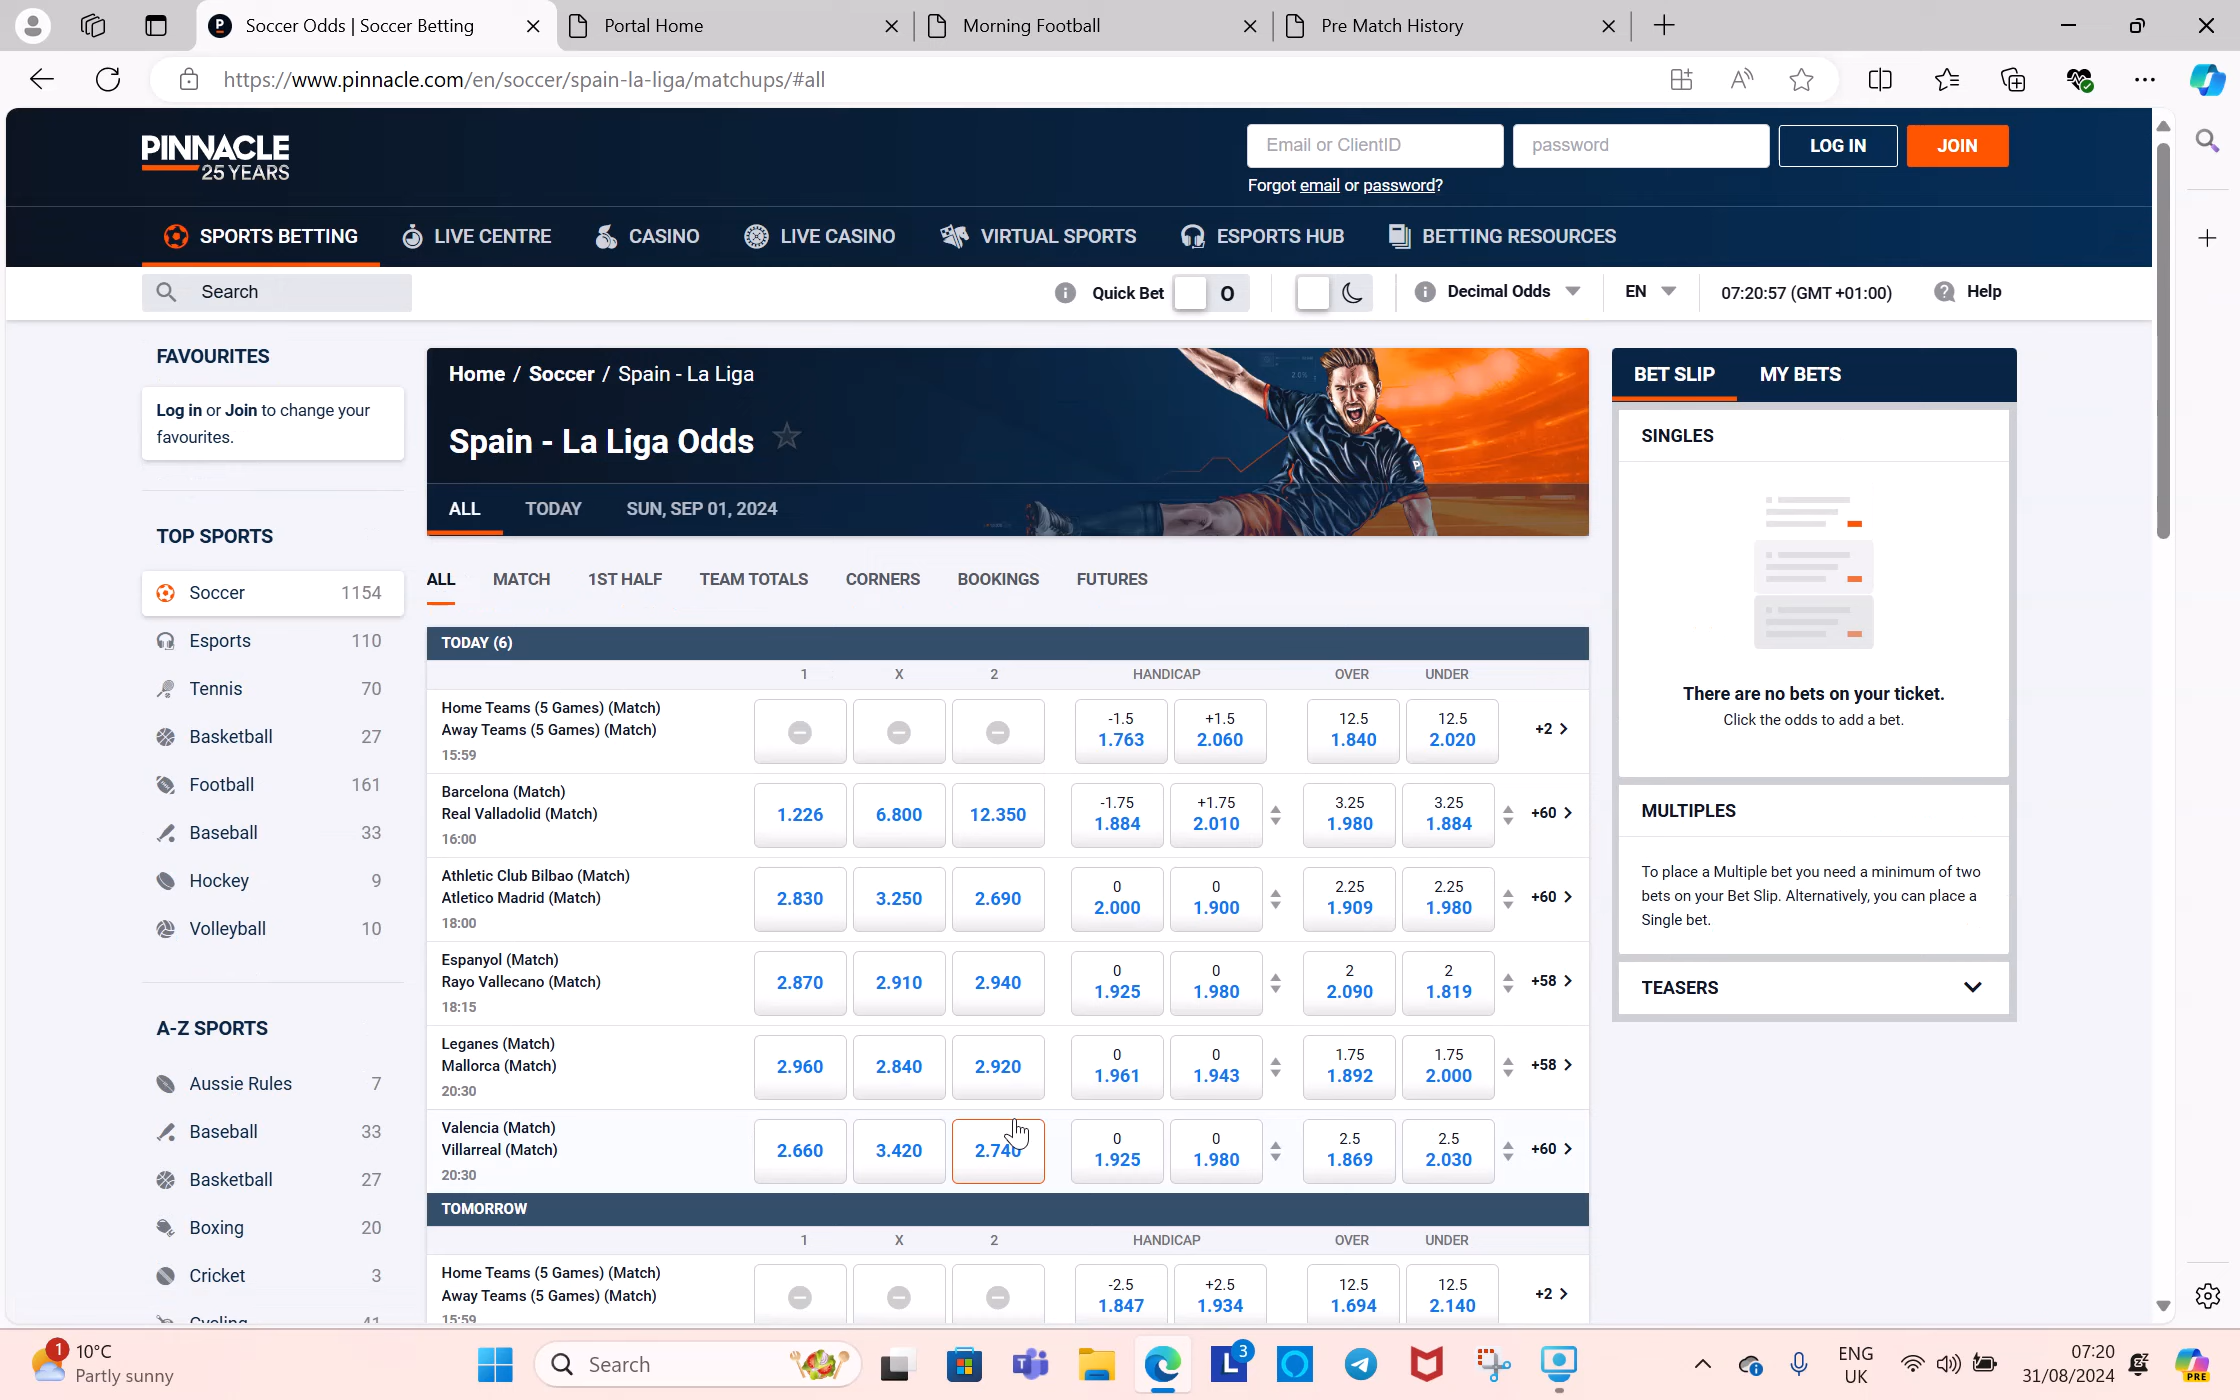 Soccer Odds | Soccer Betting
Portal Home
Morning Football
Pre Match History
https://www.pinnacle.com/en/soccer/spain-la-liga/matchups/#all
PINNACLE
25 YEARS
Email or ClientID
password
LOG IN
JOIN
Forgot email or password?
SPORTS BETTING
LIVE CENTRE
CASINO
LIVE CASINO
VIRTUAL SPORTS
ESPORTS HUB
BETTING RESOURCES
Search
Quick Bet
O
Decimal Odds
EN
07:20:57 (GMT +01:00)
Help
FAVOURITES
Log in or Join to change your
favourites.
TOP SPORTS
Soccer 1154
Esports 110
Tennis 70
Basketball 27
Football 161
Baseball 33
Hockey 9
Volleyball 10
A-Z SPORTS
Aussie Rules 7
Baseball 33
Basketball 27
Boxing 20
Cricket 3
Cycling 41
Home / Soccer / Spain - La Liga
Spain - La Liga Odds
ALL TODAY SUN, SEP 01, 2024
ALL MATCH 1ST HALF TEAM TOTALS CORNERS BOOKINGS FUTURES
TODAY (6)
1 X 2 HANDICAP OVER UNDER
Home Teams (5 Games) (Match)
Away Teams (5 Games) (Match)
15:59
-1.5 +1.5 12.5 12.5
1.763 2.060 1.840 2.020
+2
Barcelona (Match)
Real Valladolid (Match)
16:00
1.226 6.800 12.350
-1.75 +1.75 3.25 3.25
1.884 2.010 1.980 1.884
+60
Athletic Club Bilbao (Match)
Atletico Madrid (Match)
18:00
2.830 3.250 2.690
0 0 2.25 2.25
2.000 1.900 1.909 1.980
+60
Espanyol (Match)
Rayo Vallecano (Match)
18:15
2.870 2.910 2.940
0 0 2 2
1.925 1.980 2.090 1.819
+58
Leganes (Match)
Mallorca (Match)
20:30
2.960 2.840 2.920
0 0 1.75 1.75
1.961 1.943 1.892 2.000
+58
Valencia (Match)
Villarreal (Match)
20:30
2.660 3.420 2.740
0 0 2.5 2.5
1.925 1.980 1.869 2.030
+60
TOMORROW
1 X 2 HANDICAP OVER UNDER
Home Teams (5 Games) (Match)
Away Teams (5 Games) (Match)
15:59
-2.5 +2.5 12.5 12.5
1.847 1.934 1.694 2.140
+2
BET SLIP MY BETS
SINGLES
There are no bets on your ticket.
Click the odds to add a bet.
MULTIPLES
To place a Multiple bet you need a minimum of two
bets on your Bet Slip. Alternatively, you can place a
Single bet.
TEASERS
1
10°C
Partly sunny
Search
3
ENG
UK
07:20
31/08/2024
PRE